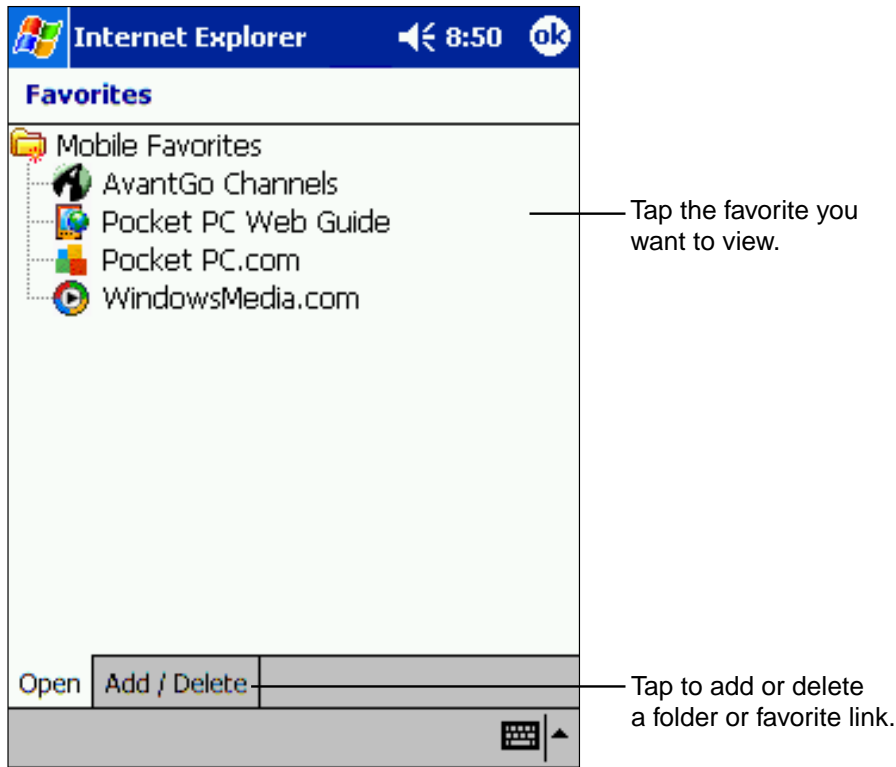 Internet Explorer 8:50 ok
Favorites
Mobile Favorites
AvantGo Channels
Pocket PC Web Guide
Pocket PC.com
WindowsMedia.com
Tap the favorite you
want to view.
Open Add / Delete
Tap to add or delete
a folder or favorite link.